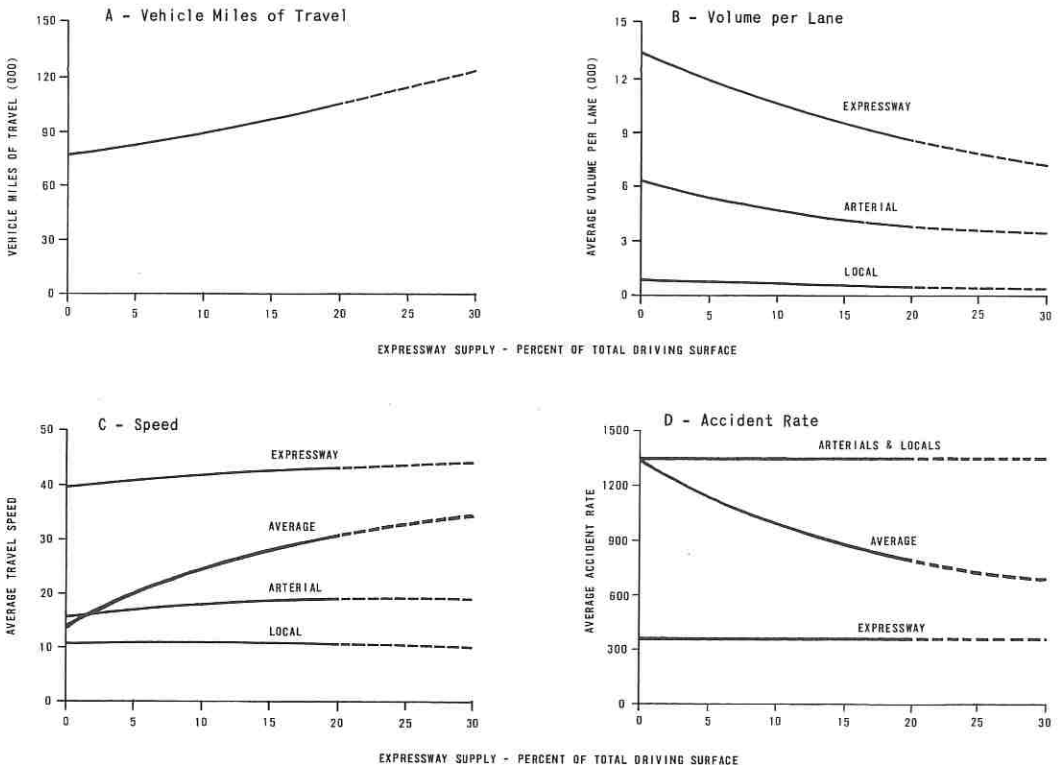 A - Vehicle Miles of Travel
VEHICLE MILES OF TRAVEL (000)
150
120
90
60
30
0
0 5 10 15 20 25 30
B - Volume per Lane
AVERAGE VOLUME PER LANE (000)
15
12
9
6
3
0
EXPRESSWAY
ARTERIAL
LOCAL
0 5 10 15 20 25 30
EXPRESSWAY SUPPLY - PERCENT OF TOTAL DRIVING SURFACE
C - Speed
AVERAGE TRAVEL SPEED
50
40
30
20
10
0
EXPRESSWAY
AVERAGE
ARTERIAL
LOCAL
0 5 10 15 20 25 30
D - Accident Rate
AVERAGE ACCIDENT RATE
1500
1200
900
600
300
0
ARTERIALS & LOCALS
AVERAGE
EXPRESSWAY
0 5 10 15 20 25 30
EXPRESSWAY SUPPLY - PERCENT OF TOTAL DRIVING SURFACE